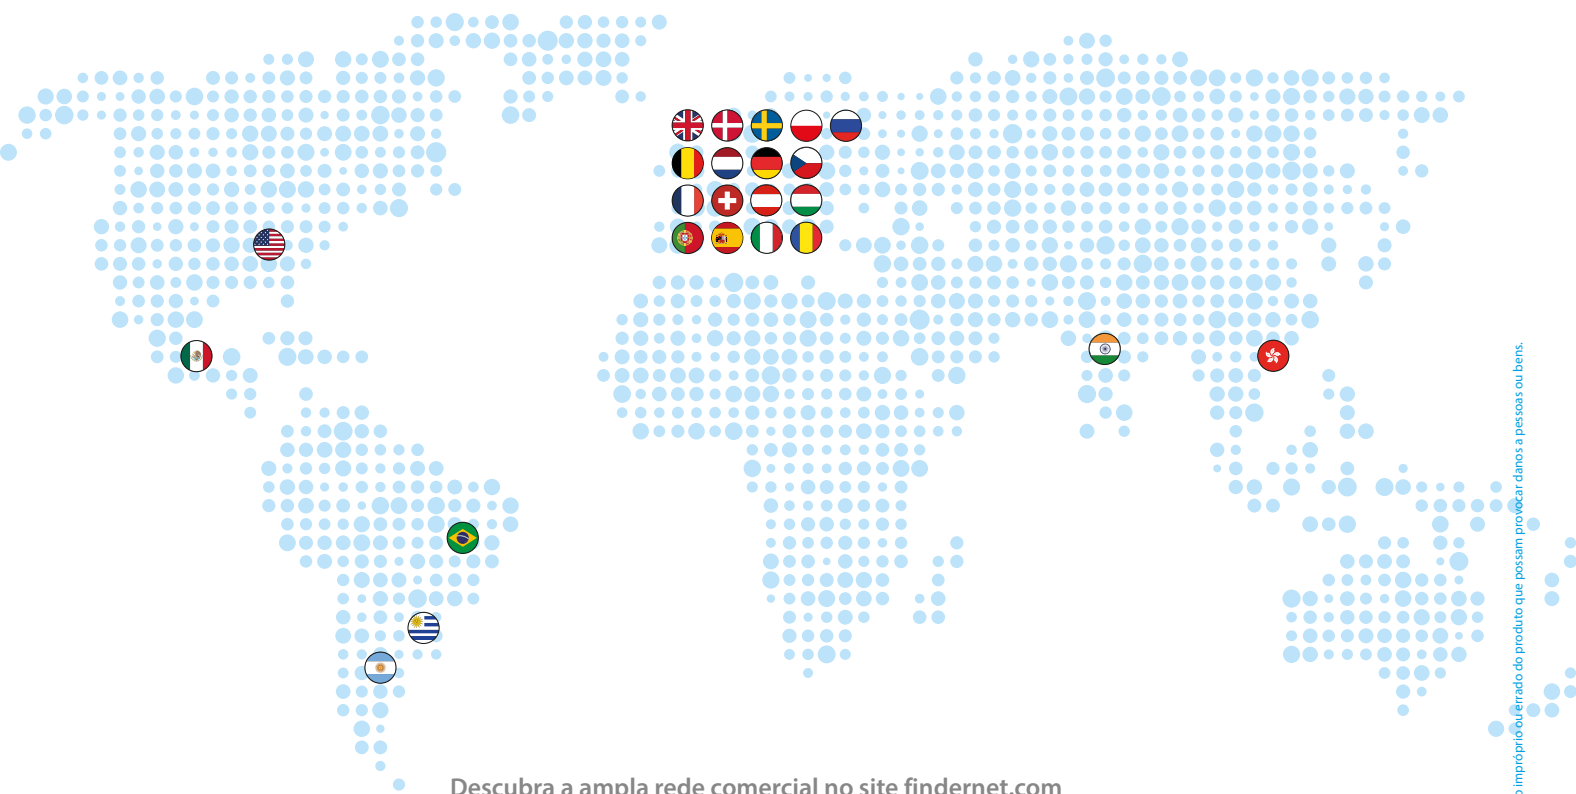 Descubra a ampla rede comercial no site findernet.com
o impróprio ou errado do produto que possam provocar danos a pessoas ou bens.